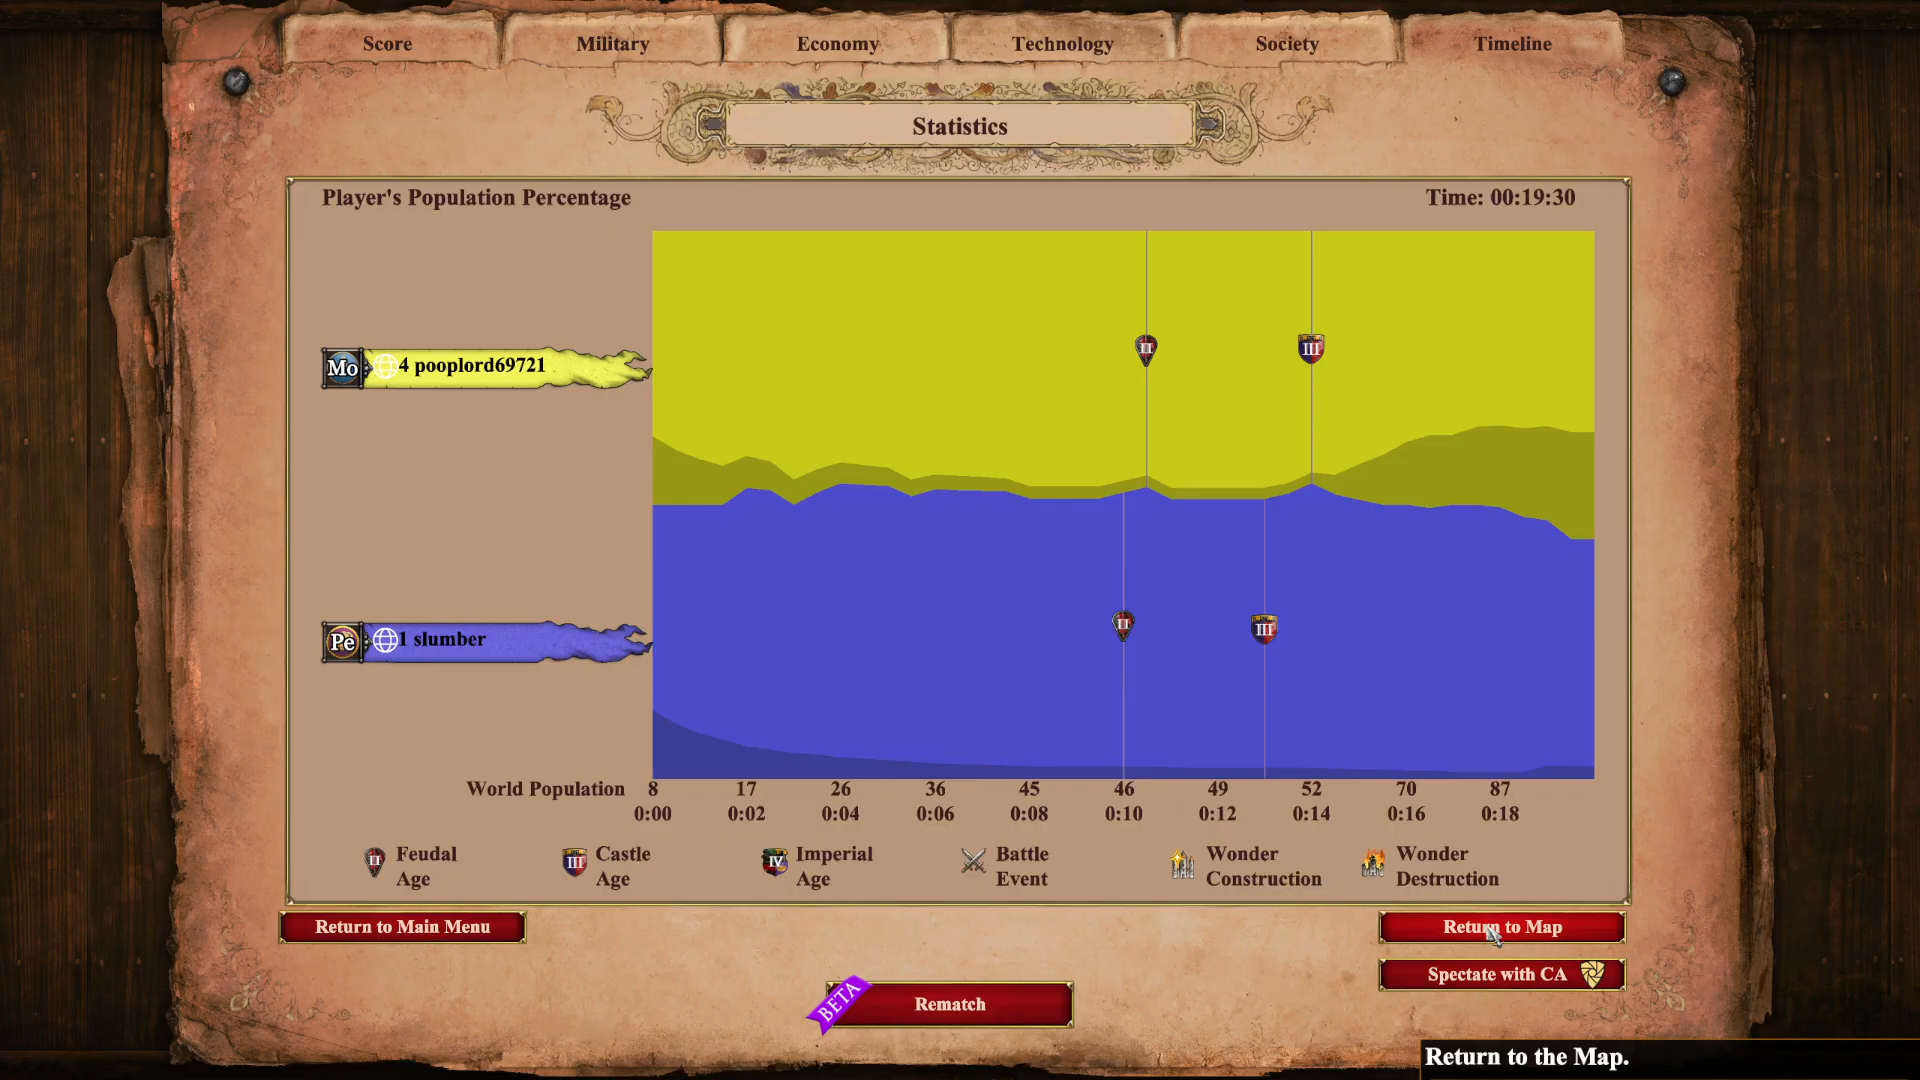 Score Military Economy Technology Society Timeline
Statistics
Player's Population Percentage Time: 00:19:30
Mo 4 pooplord69721
II III
Pe 1 slumber
II III
World Population 8 17 26 36 45 46 49 52 70 87
0:00 0:02 0:04 0:06 0:08 0:10 0:12 0:14 0:16 0:18
II Feudal Age
III Castle Age
IV Imperial Age
Battle Event
Wonder Construction
Wonder Destruction
Return to Main Menu
Return to Map
Spectate with CA
BETA
Rematch
Return to the Map.